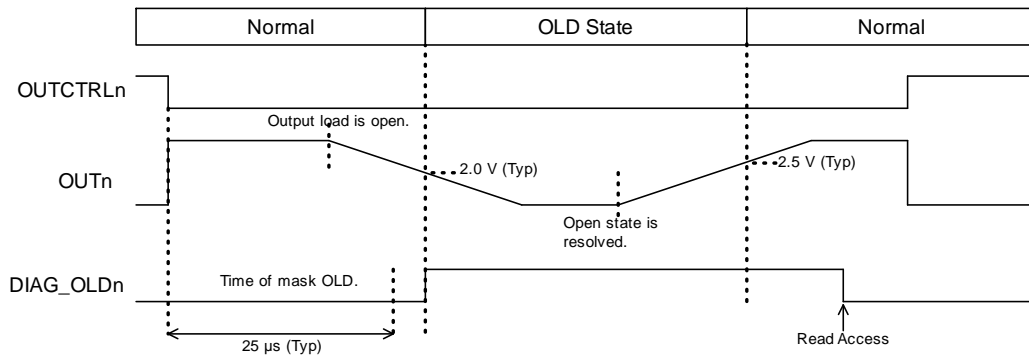 Normal
OLD State
Normal
OUTCTRLn
Output load is open.
2.0 V (Typ)
2.5 V (Typ)
OUTn
Open state is
resolved.
Time of mask OLD.
DIAG_OLDn
25 μs (Typ)
Read Access